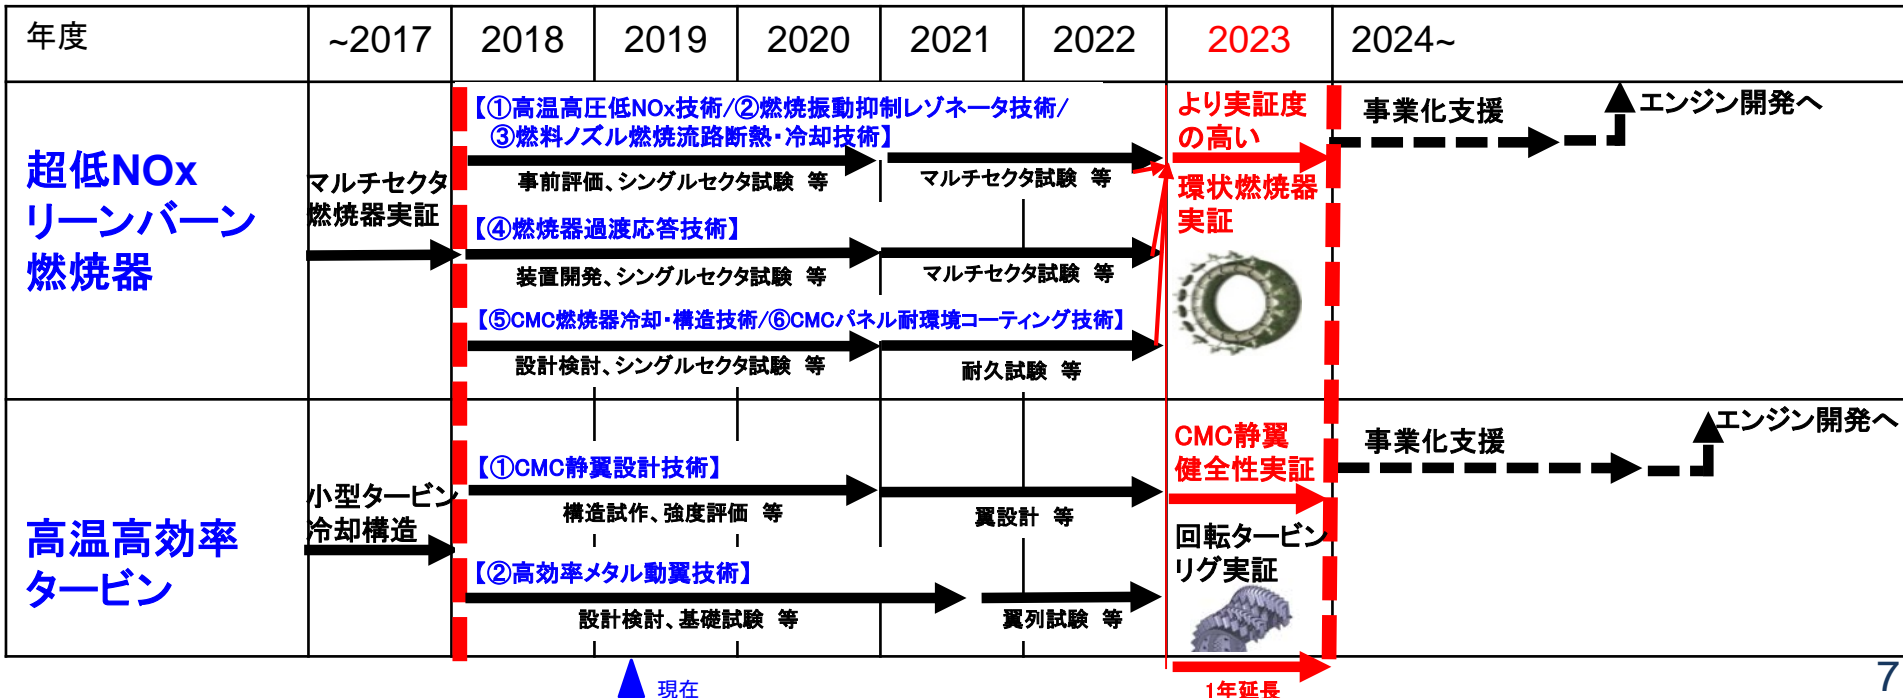 年度
~2017
2018
2019
2020
2021
2022
2023
2024~
超低NOx
リーンバーン
燃焼器
マルチセクタ
燃焼器実証
【①高温高圧低NOx技術/②燃焼振動抑制レゾネータ技術/
③燃料ノズル燃焼流路断熱・冷却技術】
事前評価、シングルセクタ試験 等
マルチセクタ試験 等
【④燃焼器過渡応答技術】
装置開発、シングルセクタ試験 等
マルチセクタ試験 等
【⑤CMC燃焼器冷却・構造技術/⑥CMCパネル耐環境コーティング技術】
設計検討、シングルセクタ試験 等
耐久試験 等
より実証度
の高い
環状燃焼器
実証
事業化支援
エンジン開発へ
高温高効率
タービン
小型タービン
冷却構造
【①CMC静翼設計技術】
構造試作、強度評価 等
翼設計 等
【②高効率メタル動翼技術】
設計検討、基礎試験 等
翼列試験 等
CMC静翼
健全性実証
回転タービン
リグ実証
事業化支援
エンジン開発へ
現在
1年延長
7